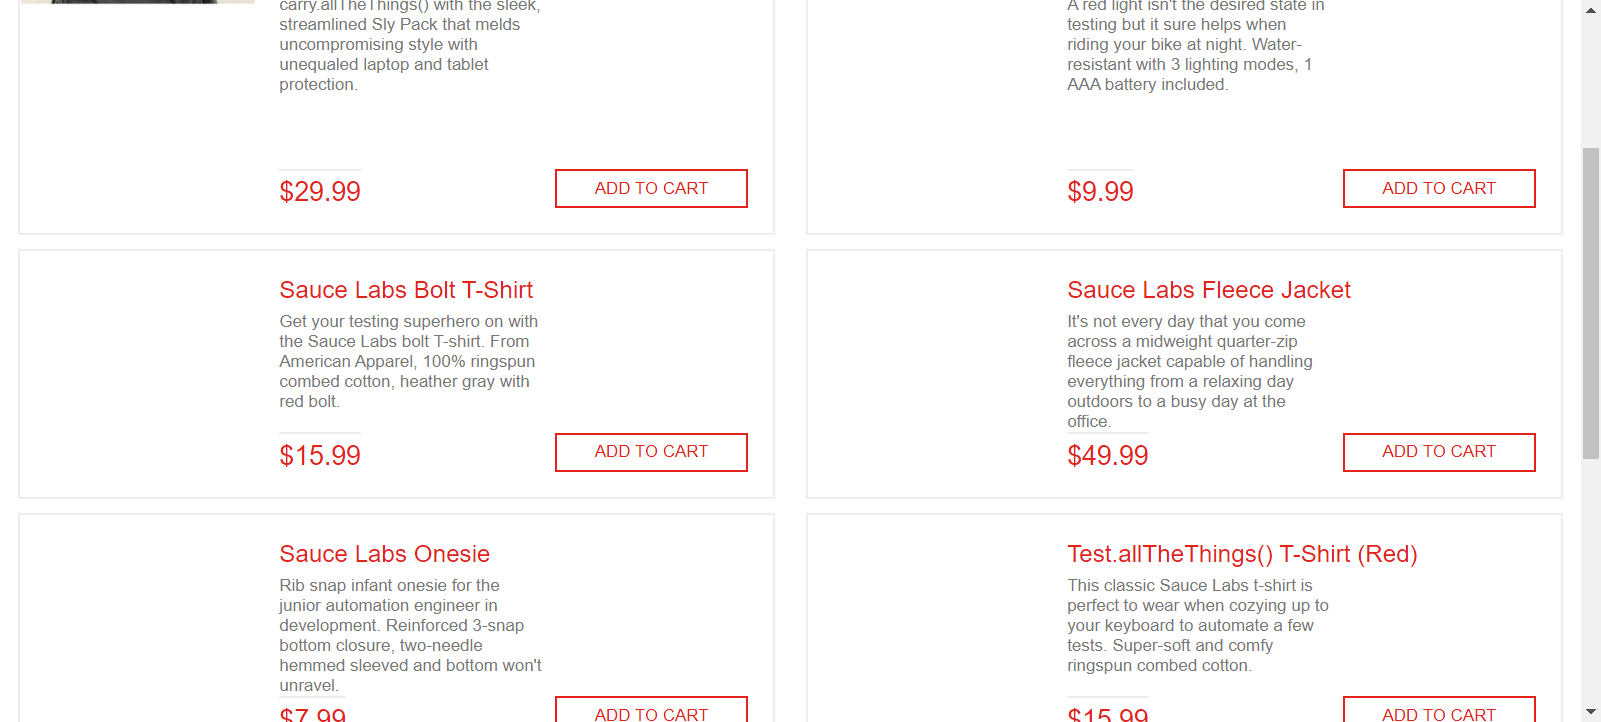 carry.allTheThings() with the sleek,
streamlined Sly Pack that melds
uncompromising style with
unequaled laptop and tablet
protection.
$29.99
ADD TO CART
A red light isn't the desired state in
testing but it sure helps when
riding your bike at night. Water-
resistant with 3 lighting modes, 1
AAA battery included.
$9.99
ADD TO CART
Sauce Labs Bolt T-Shirt
Get your testing superhero on with
the Sauce Labs bolt T-shirt. From
American Apparel, 100% ringspun
combed cotton, heather gray with
red bolt.
$15.99
ADD TO CART
Sauce Labs Fleece Jacket
It's not every day that you come
across a midweight quarter-zip
fleece jacket capable of handling
everything from a relaxing day
outdoors to a busy day at the
office.
$49.99
ADD TO CART
Sauce Labs Onesie
Rib snap infant onesie for the
junior automation engineer in
development. Reinforced 3-snap
bottom closure, two-needle
hemmed sleeved and bottom won't
unravel.
$7.99
ADD TO CART
Test.allTheThings() T-Shirt (Red)
This classic Sauce Labs t-shirt is
perfect to wear when cozying up to
your keyboard to automate a few
tests. Super-soft and comfy
ringspun combed cotton.
$15.99
ADD TO CART